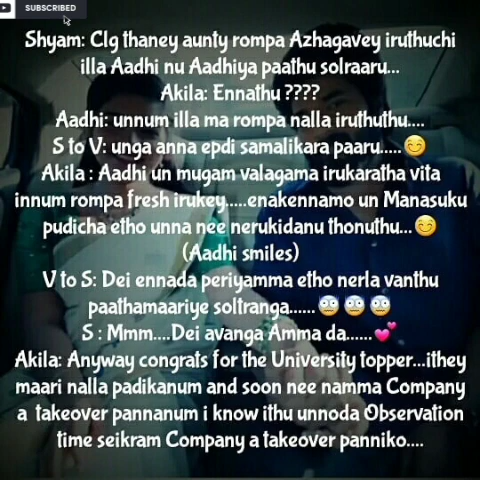 SUBSCRIBED
Shyam: Clg thaney aunty rompa Azhagavey iruthuchi
illa Aadhi nu Aadhiya paathu solraaru...
Akila: Ennathu ????
Aadhi: unnum illa ma rompa nalla iruthuthu....
S to V: unga anna epdi samalikara paaru.....😊
Akila : Aadhi un mugam valagama irukaratha vita
innum rompa fresh irukey.....enakennamo un Manasuku
pudicha etho unna nee nerukidanu thonuthu...😊
(Aadhi smiles)
V to S: Dei ennada periyamma etho nerla vanthu
paathamaariye soltranga......😨😨😨
S : Mmm....Dei avanga Amma da......💕
Akila: Anyway congrats for the University topper...ithey
maari nalla padikanum and soon nee namma Company
a takeover pannanum i know ithu unnoda Observation
time seikram Company a takeover panniko....